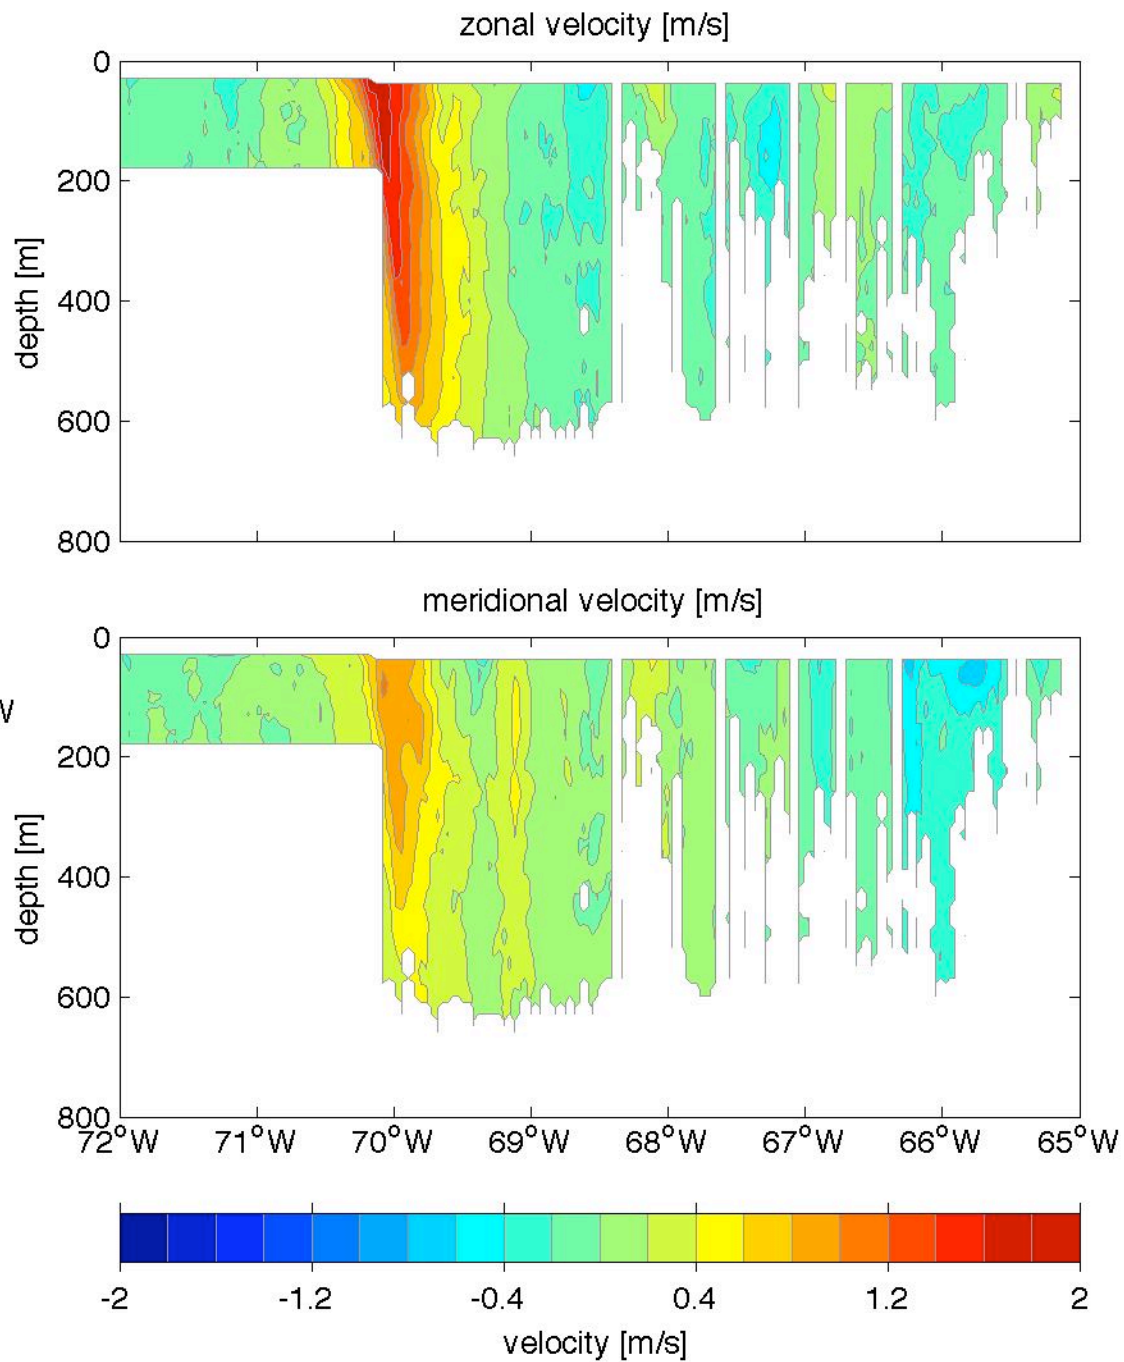 zonal velocity [m/s]
0
200
400
600
800
depth [m]
meridional velocity [m/s]
W
0
200
400
600
800
depth [m]
72°W 71°W 70°W 69°W 68°W 67°W 66°W 65°W
-2 -1.2 -0.4 0.4 1.2 2
velocity [m/s]